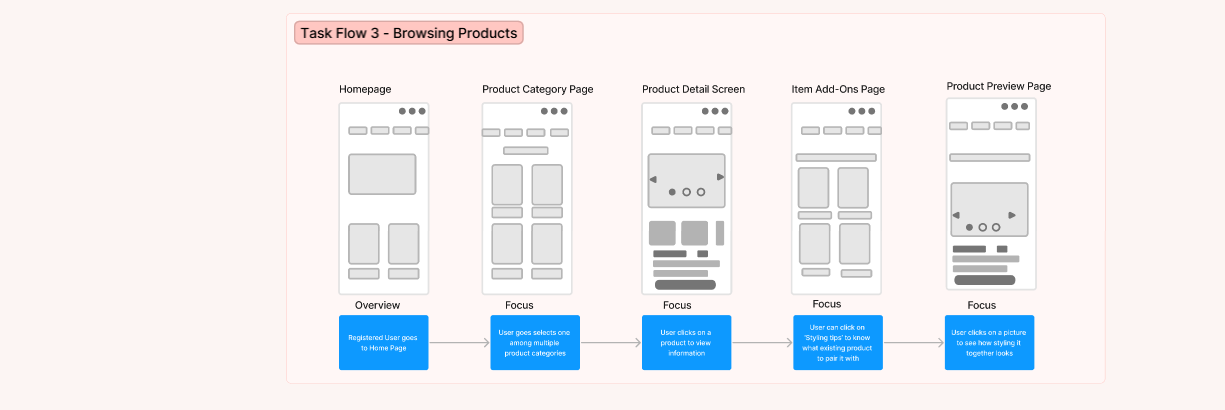 Task Flow 3 - Browsing Products
Homepage
Product Category Page
Product Detail Screen
Item Add-Ons Page
Product Preview Page
Overview
Focus
Focus
Focus
Focus
Registered User goes
to Home Page
User goes selects one
among multiple
product categories
User clicks on a
product to view
information
User can click on
'Styling tips' to know
what existing product
to pair it with
User clicks on a picture
to see how styling it
together looks